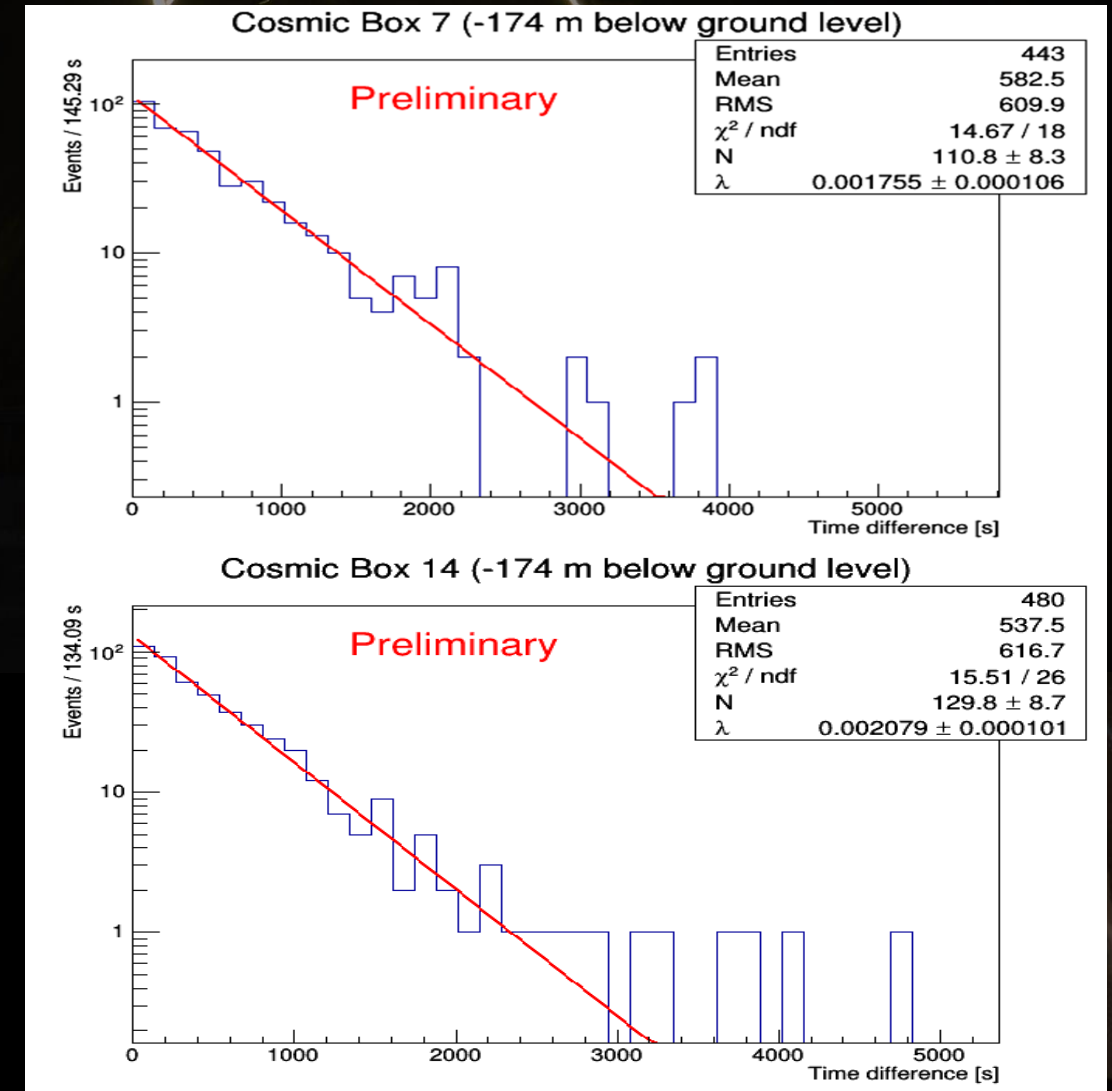 Cosmic Box 7 (-174 m below ground level)
Entries 443
Mean 582.5
RMS 609.9
χ² / ndf 14.67 / 18
N 110.8 ± 8.3
λ 0.001755 ± 0.000106
Preliminary
Events / 145.29 s
10²
10
1
0 1000 2000 3000 4000 5000
Time difference [s]
Cosmic Box 14 (-174 m below ground level)
Entries 480
Mean 537.5
RMS 616.7
χ² / ndf 15.51 / 26
N 129.8 ± 8.7
λ 0.002079 ± 0.000101
Preliminary
Events / 134.09 s
10²
10
1
0 1000 2000 3000 4000 5000
Time difference [s]